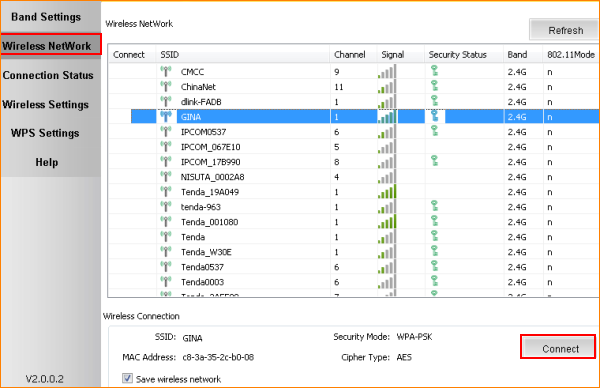 Band Settings
Wireless NetWork
Connection Status
Wireless Settings
WPS Settings
Help
V2.0.0.2
Wireless NetWork
Refresh
Connect SSID Channel Signal Security Status Band 802.11Mode
CMCC 9 2.4G n
ChinaNet 11 2.4G n
dlink-FADB 1 2.4G n
GINA 1 2.4G n
IPCOM0537 6 2.4G n
IPCOM_067E10 5 2.4G n
IPCOM_17B990 8 2.4G n
NISUTA_0002A8 4 2.4G n
Tenda_19A049 1 2.4G n
tenda-963 1 2.4G n
Tenda_001080 1 2.4G n
Tenda 1 2.4G n
Tenda_W30E 1 2.4G n
Tenda0537 6 2.4G n
Tenda0003 6 2.4G n
Wireless Connection
SSID: GINA Security Mode: WPA-PSK
MAC Address: c8-3a-35-2c-b0-08 Cipher Type: AES
Connect
Save wireless network